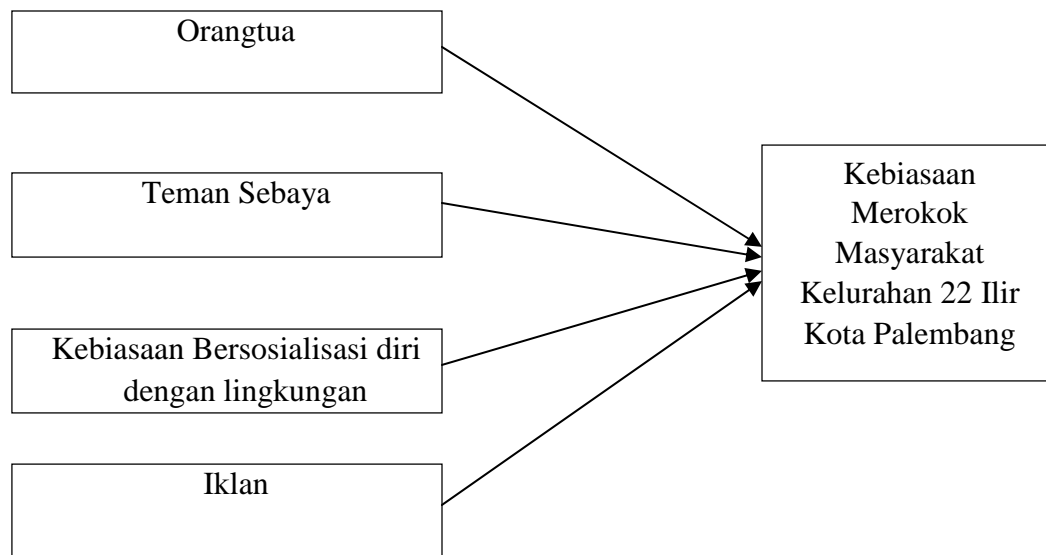 Orangtua
Teman Sebaya
Kebiasaan Bersosialisasi diri
dengan lingkungan
Iklan
Kebiasaan
Merokok
Masyarakat
Kelurahan 22 Ilir
Kota Palembang